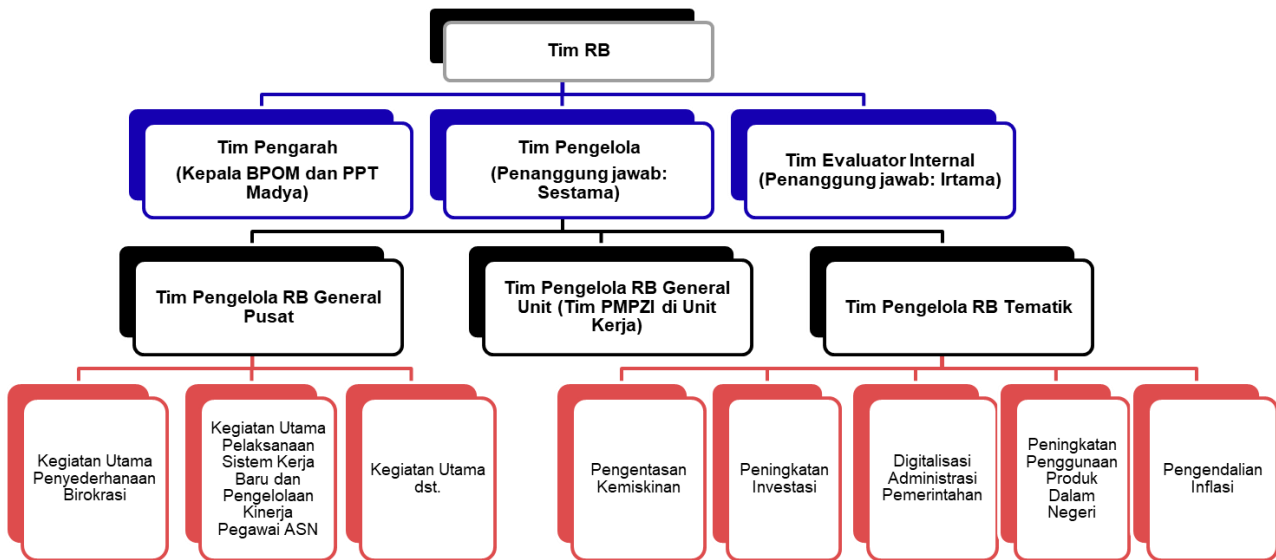 Tim RB
Tim Pengarah
(Kepala BPOM dan PPT
Madya)
Tim Pengelola
(Penanggung jawab:
Sestama)
Tim Evaluator Internal
(Penanggung jawab: Irtama)
Tim Pengelola RB General
Pusat
Tim Pengelola RB General
Unit (Tim PMPZI di Unit
Kerja)
Tim Pengelola RB Tematik
Kegiatan Utama
Penyederhanaan
Birokrasi
Kegiatan Utama
Pelaksanaan
Sistem Kerja
Baru dan
Pengelolaan
Kinerja
Pegawai ASN
Kegiatan Utama
dst.
Pengentasan
Kemiskinan
Peningkatan
Investasi
Digitalisasi
Administrasi
Pemerintahan
Peningkatan
Penggunaan
Produk
Dalam
Negeri
Pengendalian
Inflasi